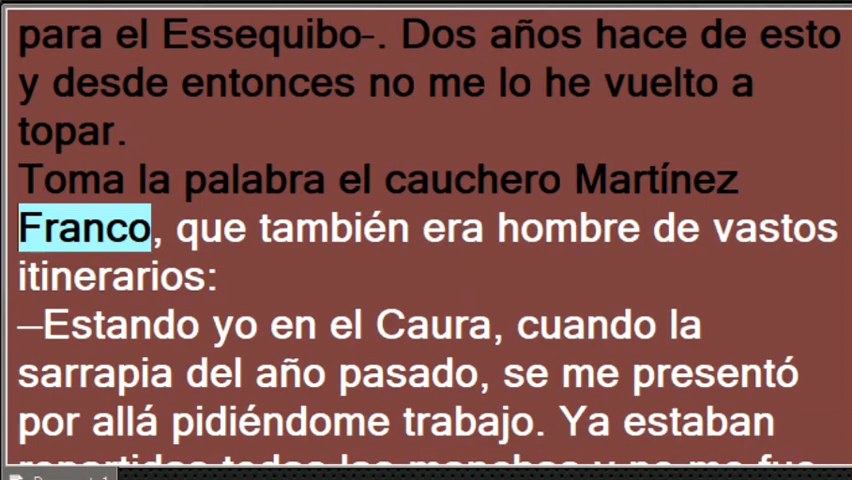 para el Essequibo-. Dos años hace de esto
y desde entonces no me lo he vuelto a
topar.
Toma la palabra el cauchero Martínez
Franco, que también era hombre de vastos
itinerarios:
—Estando yo en el Caura, cuando la
sarrapia del año pasado, se me presentó
por allá pidiéndome trabajo. Ya estaban